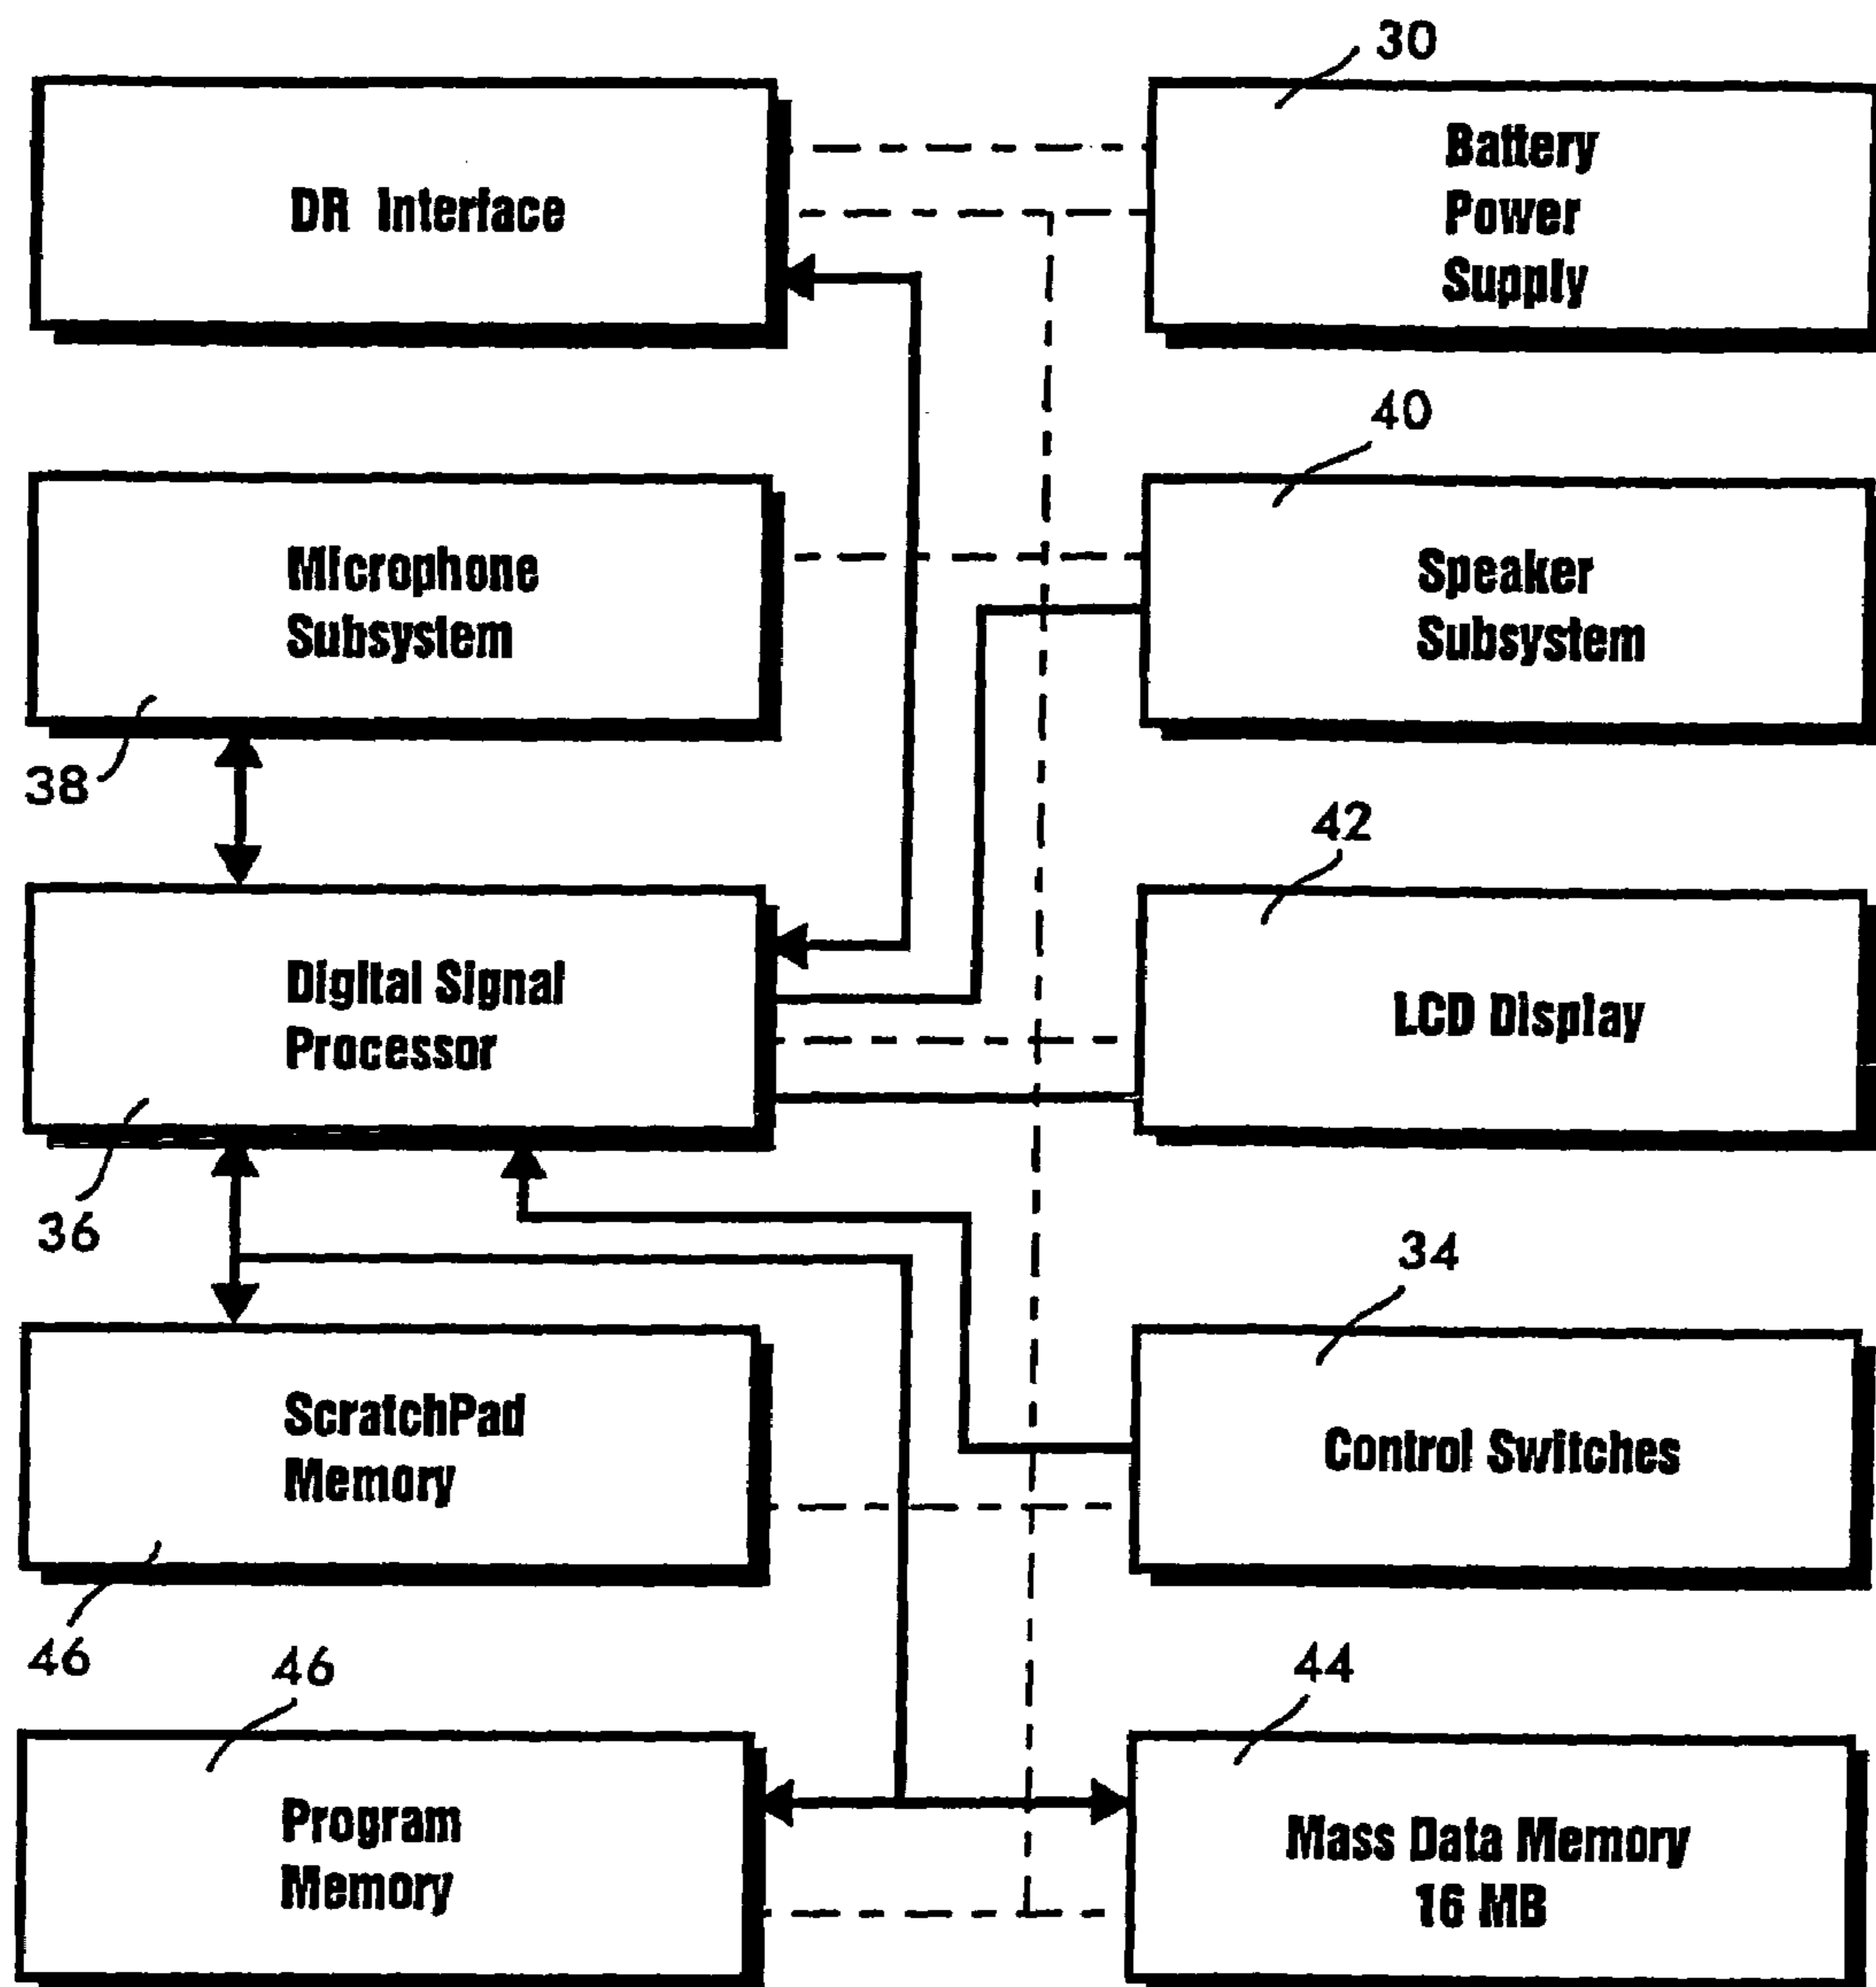 30
DR Interface
Battery
Power
Supply
40
Microphone
Subsystem
Speaker
Subsystem
38
42
Digital Signal
Processor
LCD Display
36
34
ScratchPad
Memory
Control Switches
46
46
44
Program
Memory
Mass Data Memory
16 MB